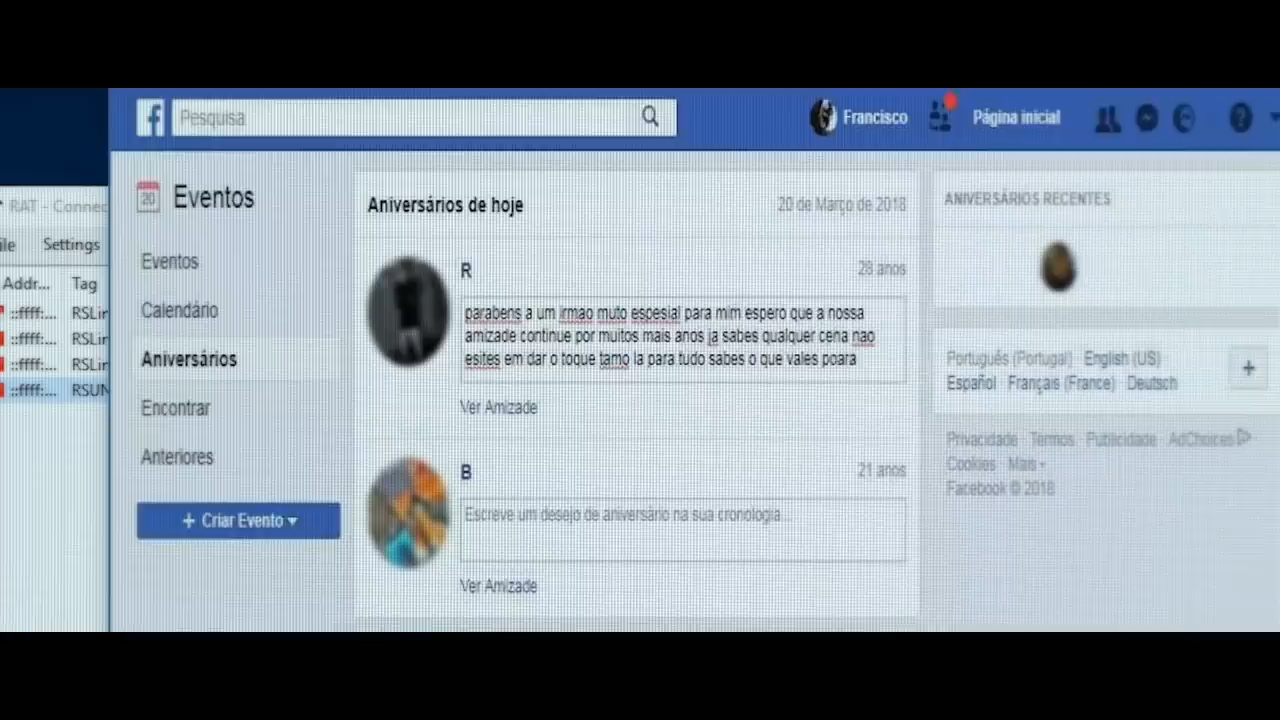 Pesquisa
Francisco
Página inicial
RAT - Connec
ile Settings
Addr... Tag
::ffff:... RSLir
::ffff:... RSLir
::ffff:... RSLir
::ffff:... RSUN
20
Eventos
Eventos
Calendário
Aniversários
Encontrar
Anteriores
+ Criar Evento
Aniversários de hoje
20 de Março de 2018
R
28 anos
parabens a um irmao muto espesial para mim espero que a nossa
amizade continue por muitos mais anos ja sabes qualquer cena nao
esites em dar o toque tamo la para tudo sabes o que vales poara
Ver Amizade
B
21 anos
Escreve um desejo de aniversário na sua cronologia...
Ver Amizade
ANIVERSÁRIOS RECENTES
Português (Portugal) English (US)
Español Français (France) Deutsch
+
Privacidade Termos Publicidade AdChoices
Cookies Mais
Facebook © 2018